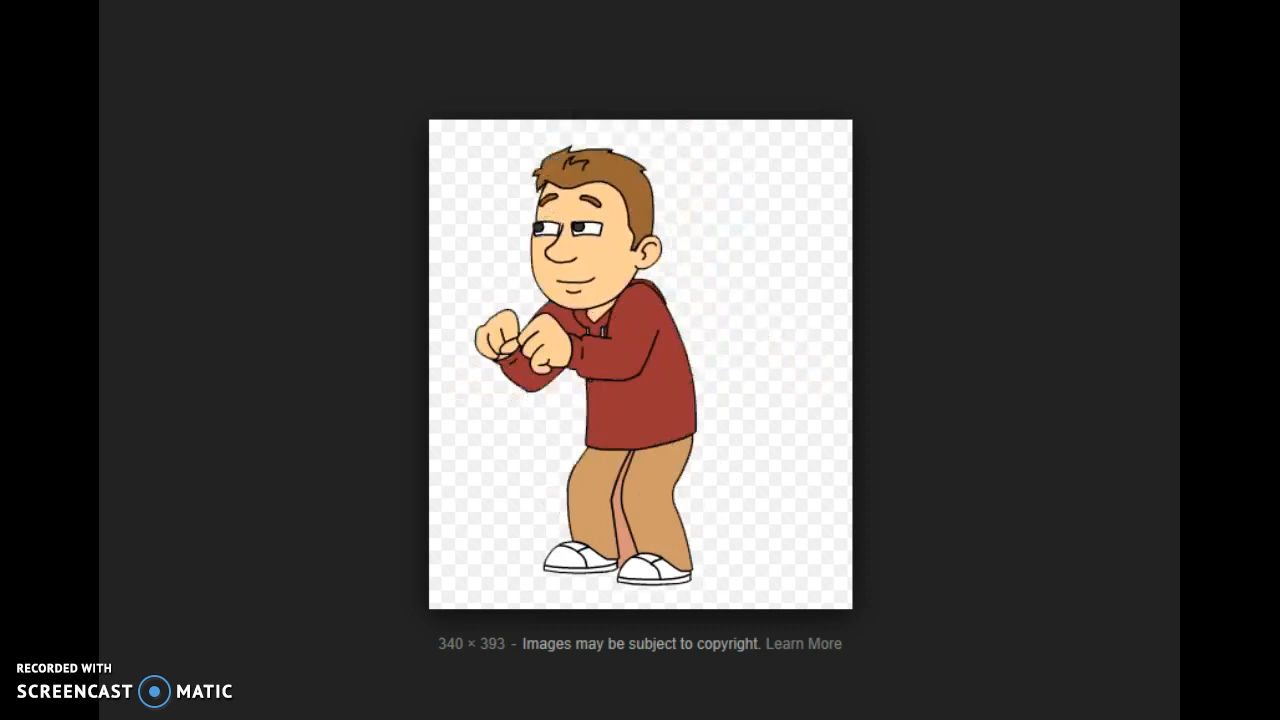 340 × 393 - Images may be subject to copyright. Learn More
RECORDED WITH
SCREENCAST MATIC